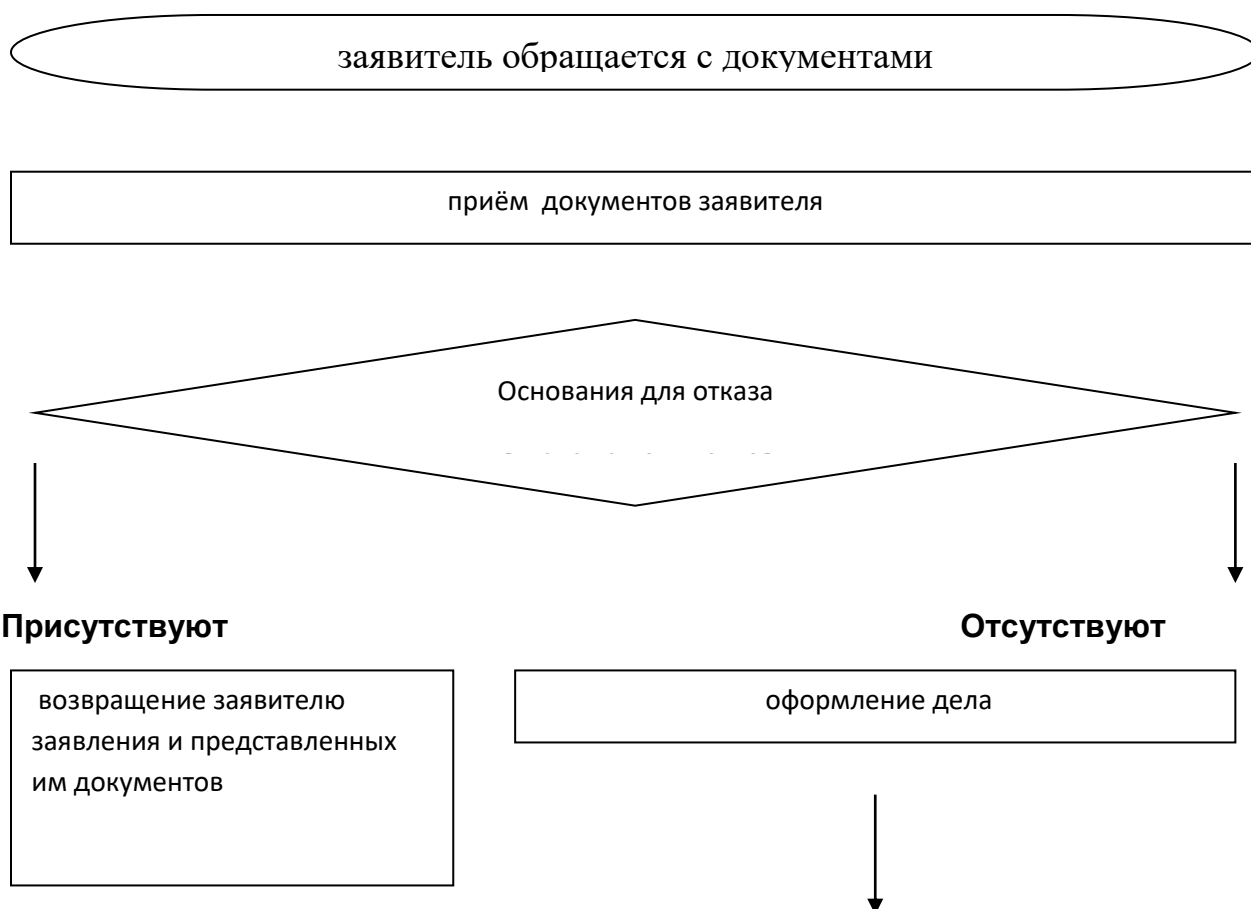 заявитель обращается с документами
приём документов заявителя
Основания для отказа
Присутствуют
Отсутствуют
возвращение заявителю
заявления и представленных
им документов
оформление дела